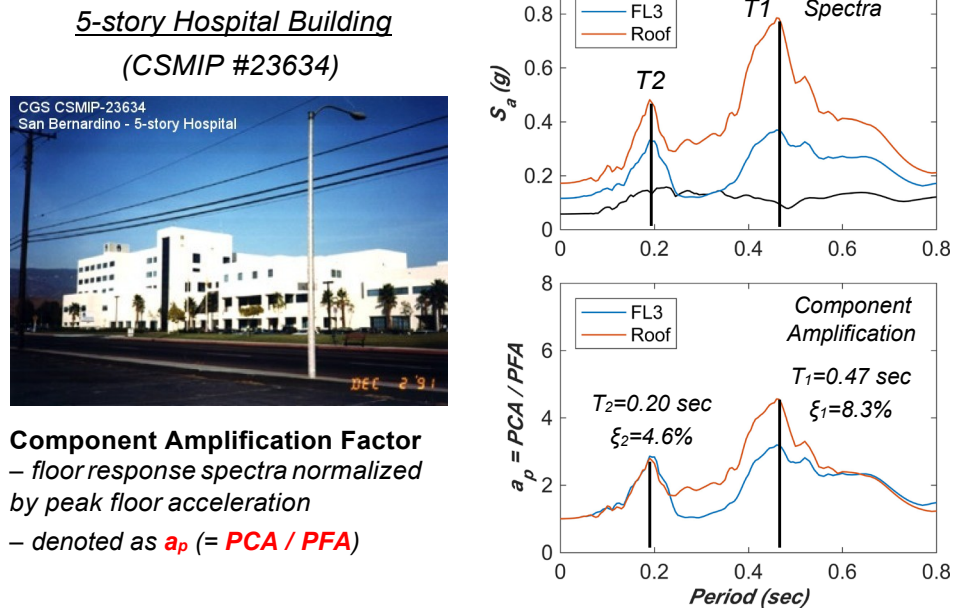 5-story Hospital Building
(CSMIP #23634)
CGS CSMIP-23634
San Bernardino - 5-story Hospital
DEC 2 '91
Component Amplification Factor
– floor response spectra normalized
by peak floor acceleration
– denoted as aₚ (= PCA / PFA)
FL3
Roof
T1
Spectra
T2
0.8
0.6
0.4
0.2
0
Sₐ (g)
0
0.2
0.4
0.6
0.8
FL3
Roof
Component
Amplification
T₁=0.47 sec
ξ₁=8.3%
T₂=0.20 sec
ξ₂=4.6%
8
6
4
2
0
aₚ = PCA / PFA
0
0.2
0.4
0.6
0.8
Period (sec)